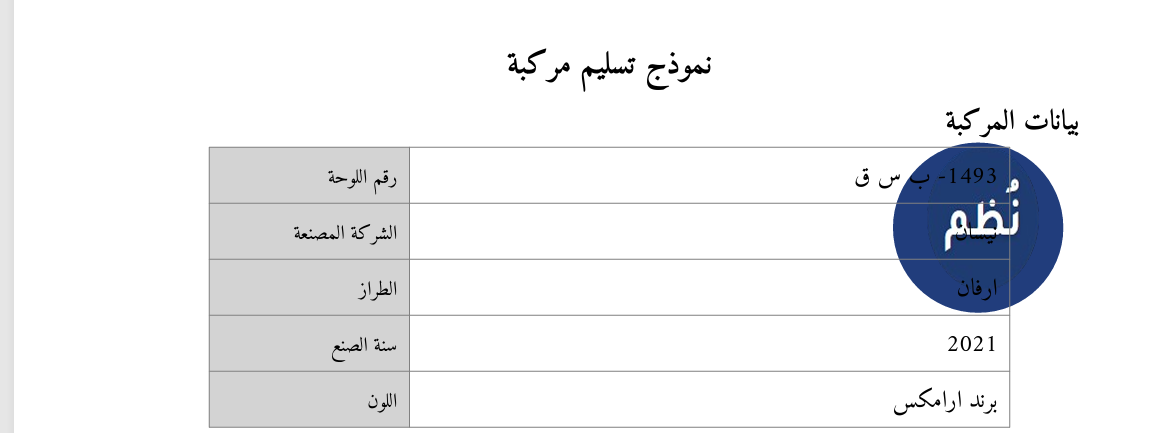 نموذج تسليم مركبة
بيانات المركبة
رقم اللوحة
1493- ب س ق
الشركة المصنعة
نيسان
نُظم
الطراز
ارفان
سنة الصنع
2021
اللون
برند ارامكس